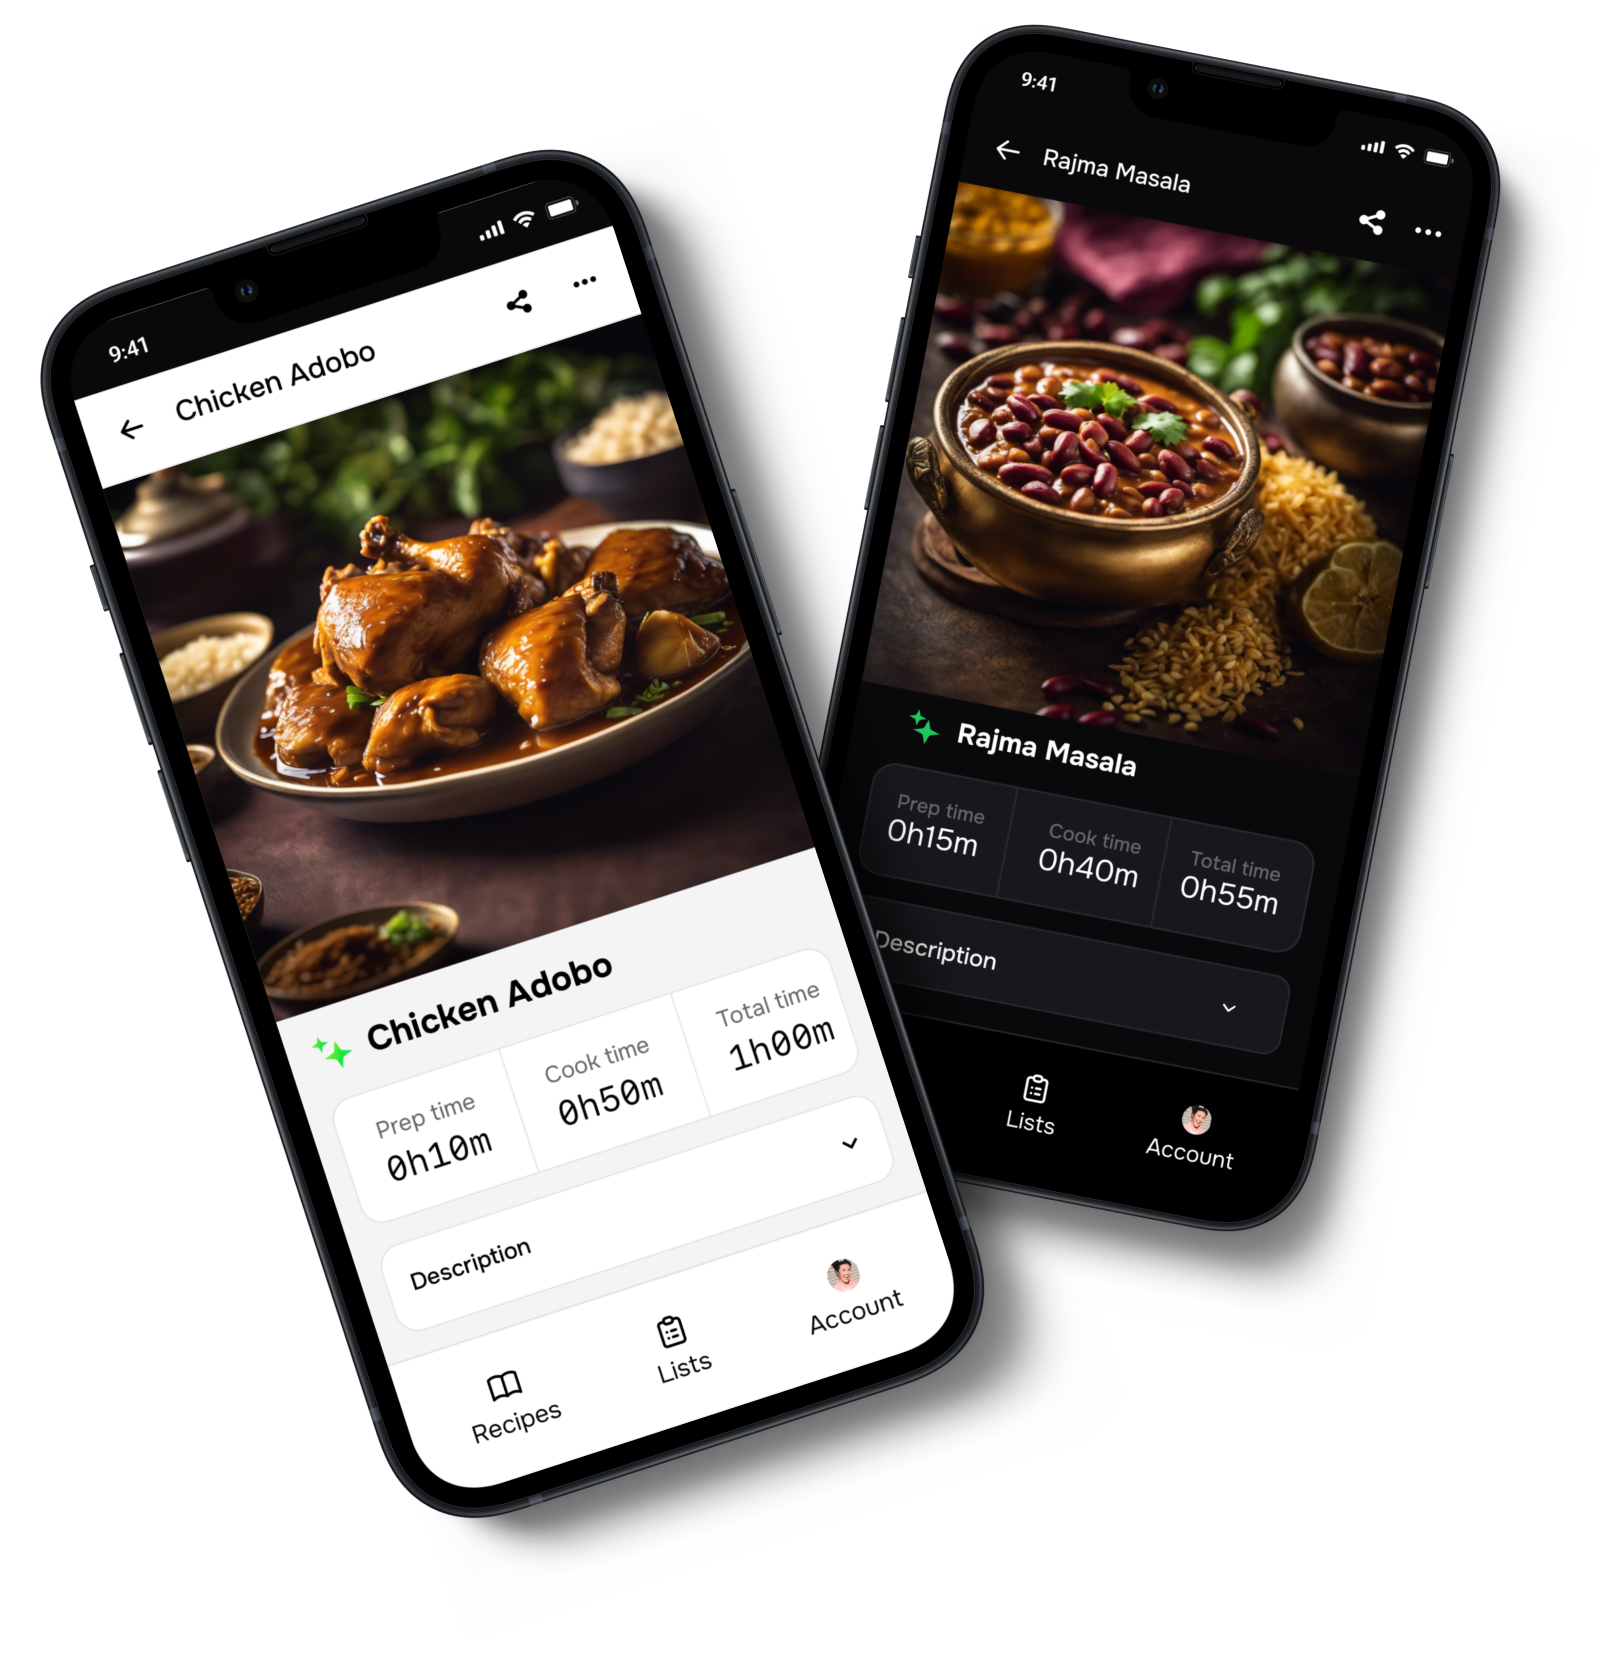 9:41
Chicken Adobo
Chicken Adobo
Prep time
0h10m
Cook time
0h50m
Total time
1h00m
Description
Recipes
Lists
Account
9:41
Rajma Masala
Rajma Masala
Prep time
0h15m
Cook time
0h40m
Total time
0h55m
Description
Lists
Account